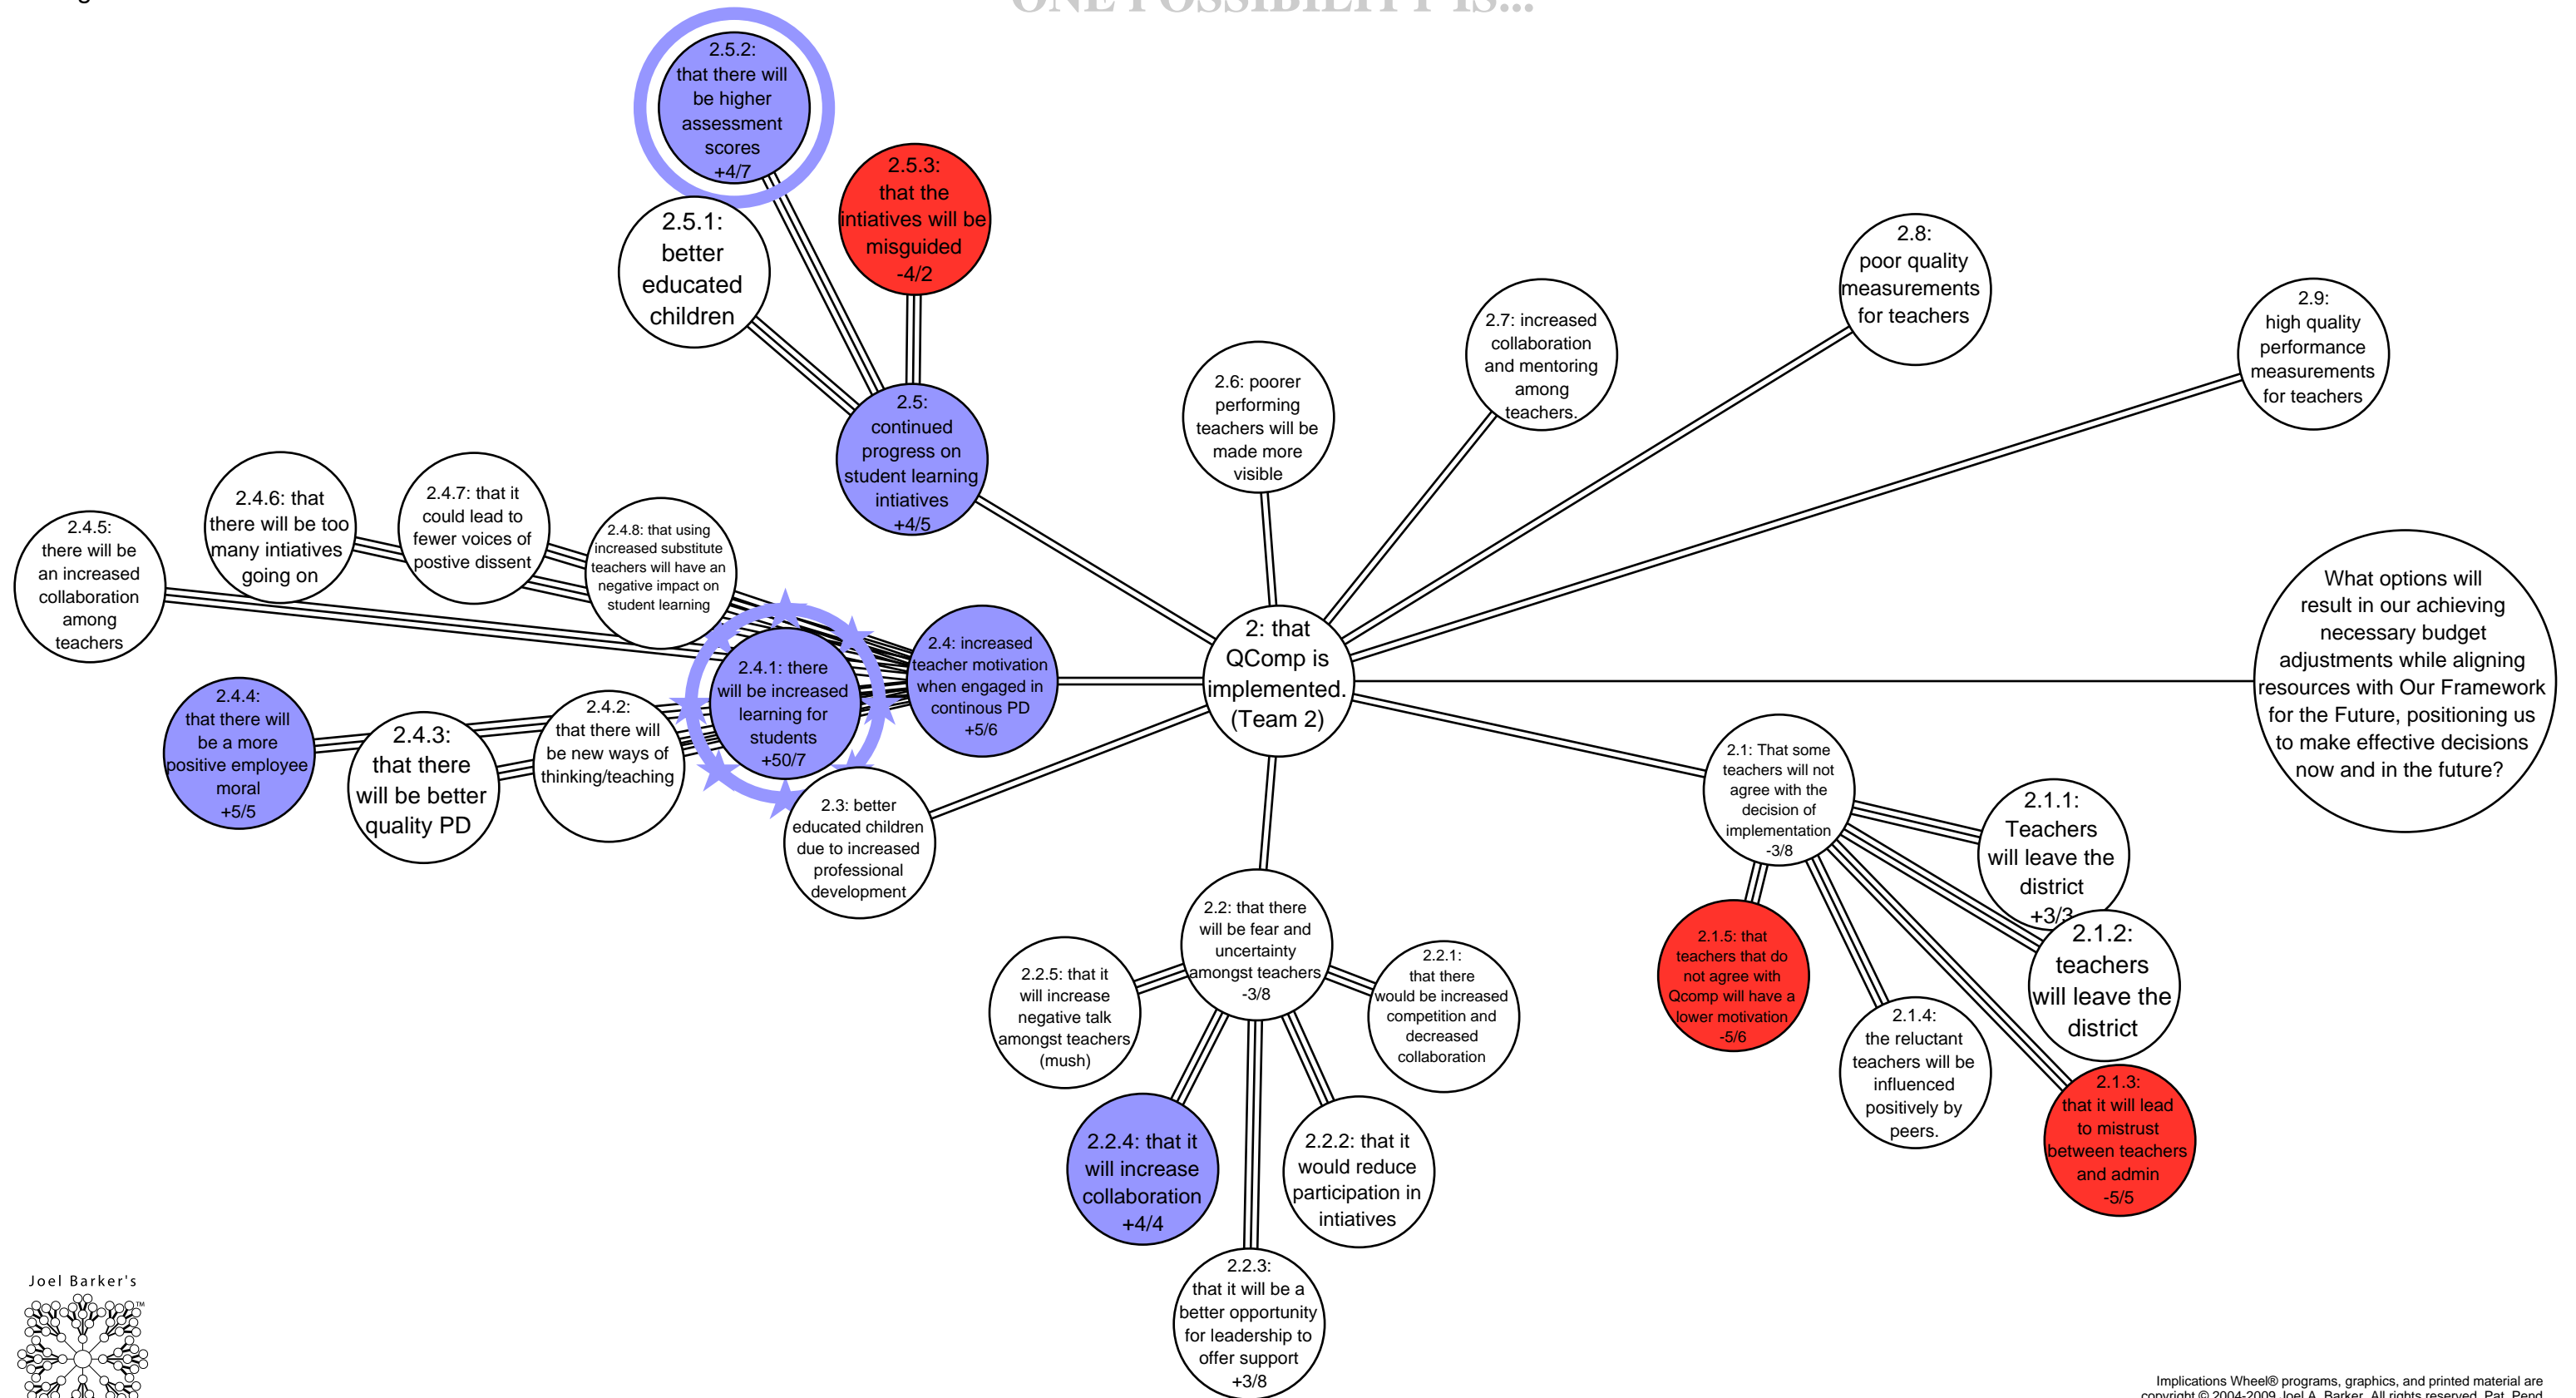 ONE POSSIBILITY IS...
2.5.2:
that there will
be higher
assessment
scores
+4/7
2.5.3:
that the
intiatives will be
misguided
-4/2
2.5.1:
better
educated
children
2.5:
continued
progress on
student learning
intiatives
+4/5
2.6: poorer
performing
teachers will be
made more
visible
2.7: increased
collaboration
and mentoring
among
teachers.
2.8:
poor quality
measurements
for teachers
2.9:
high quality
performance
measurements
for teachers
2.4.5:
there will be
an increased
collaboration
among
teachers
2.4.6: that
there will be too
many intiatives
going on
2.4.7: that it
could lead to
fewer voices of
postive dissent
2.4.8: that using
increased substitute
teachers will have an
negative impact on
student learning
2.4.4:
that there will
be a more
positive employee
moral
+5/5
2.4.3:
that there
will be better
quality PD
2.4.2:
that there will
be new ways of
thinking/teaching
2.4.1: there
will be increased
learning for
students
+50/7
2.4: increased
teacher motivation
when engaged in
continous PD
+5/6
2: that
QComp is
implemented.
(Team 2)
What options will
result in our achieving
necessary budget
adjustments while aligning
resources with Our Framework
for the Future, positioning us
to make effective decisions
now and in the future?
2.3: better
educated children
due to increased
professional
development
2.1: That some
teachers will not
agree with the
decision of
implementation
-3/8
2.1.1:
Teachers
will leave the
district
+3/3
2.1.2:
teachers
will leave the
district
2.1.5: that
teachers that do
not agree with
Qcomp will have a
lower motivation
-5/6
2.1.4:
the reluctant
teachers will be
influenced
positively by
peers.
2.1.3:
that it will lead
to mistrust
between teachers
and admin
-5/5
2.2: that there
will be fear and
uncertainty
amongst teachers
-3/8
2.2.5: that it
will increase
negative talk
amongst teachers
(mush)
2.2.1:
that there
would be increased
competition and
decreased
collaboration
2.2.4: that it
will increase
collaboration
+4/4
2.2.2: that it
would reduce
participation in
intiatives
2.2.3:
that it will be a
better opportunity
for leadership to
offer support
+3/8
Joel Barker's
TM
Implications Wheel® programs, graphics, and printed material are
copyright © 2004-2009 Joel A. Barker. All rights reserved. Pat. Pend